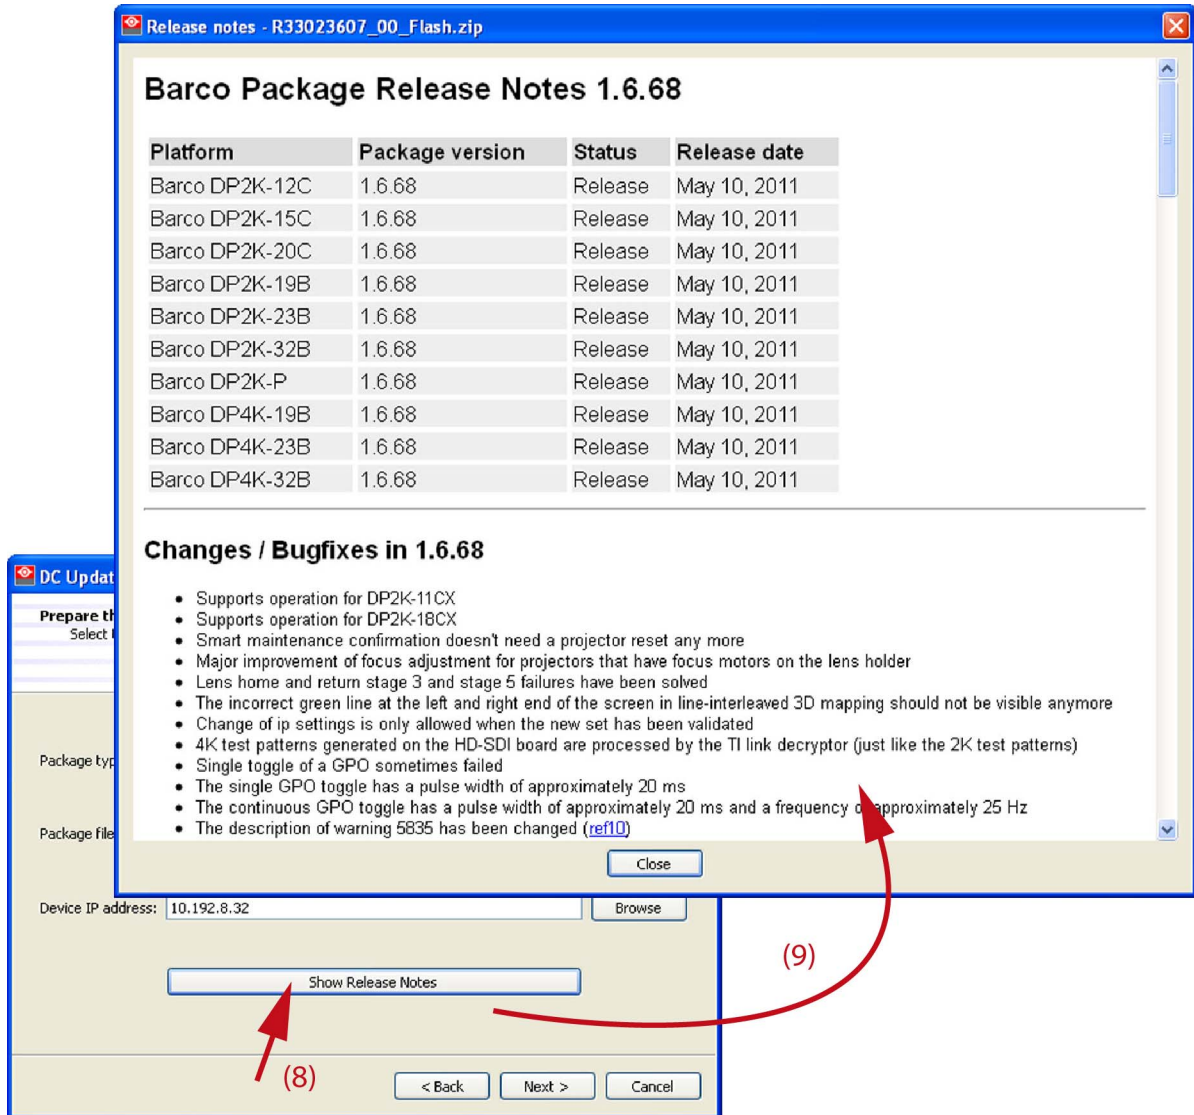 Release notes - R33023607_00_Flash.zip
Barco Package Release Notes 1.6.68
Platform Package version Status Release date
Barco DP2K-12C 1.6.68 Release May 10, 2011
Barco DP2K-15C 1.6.68 Release May 10, 2011
Barco DP2K-20C 1.6.68 Release May 10, 2011
Barco DP2K-19B 1.6.68 Release May 10, 2011
Barco DP2K-23B 1.6.68 Release May 10, 2011
Barco DP2K-32B 1.6.68 Release May 10, 2011
Barco DP2K-P 1.6.68 Release May 10, 2011
Barco DP4K-19B 1.6.68 Release May 10, 2011
Barco DP4K-23B 1.6.68 Release May 10, 2011
Barco DP4K-32B 1.6.68 Release May 10, 2011
Changes / Bugfixes in 1.6.68
• Supports operation for DP2K-11CX
• Supports operation for DP2K-18CX
• Smart maintenance confirmation doesn't need a projector reset any more
• Major improvement of focus adjustment for projectors that have focus motors on the lens holder
• Lens home and return stage 3 and stage 5 failures have been solved
• The incorrect green line at the left and right end of the screen in line-interleaved 3D mapping should not be visible anymore
• Change of ip settings is only allowed when the new set has been validated
• 4K test patterns generated on the HD-SDI board are processed by the TI link decryptor (just like the 2K test patterns)
• Single toggle of a GPO sometimes failed
• The single GPO toggle has a pulse width of approximately 20 ms
• The continuous GPO toggle has a pulse width of approximately 20 ms and a frequency of approximately 25 Hz
• The description of warning 5835 has been changed (ref10)
Close
DC Updat
Prepare th
Select
Package typ
Package file
Device IP address: 10.192.8.32 Browse
Show Release Notes
(9)
(8)
< Back Next > Cancel